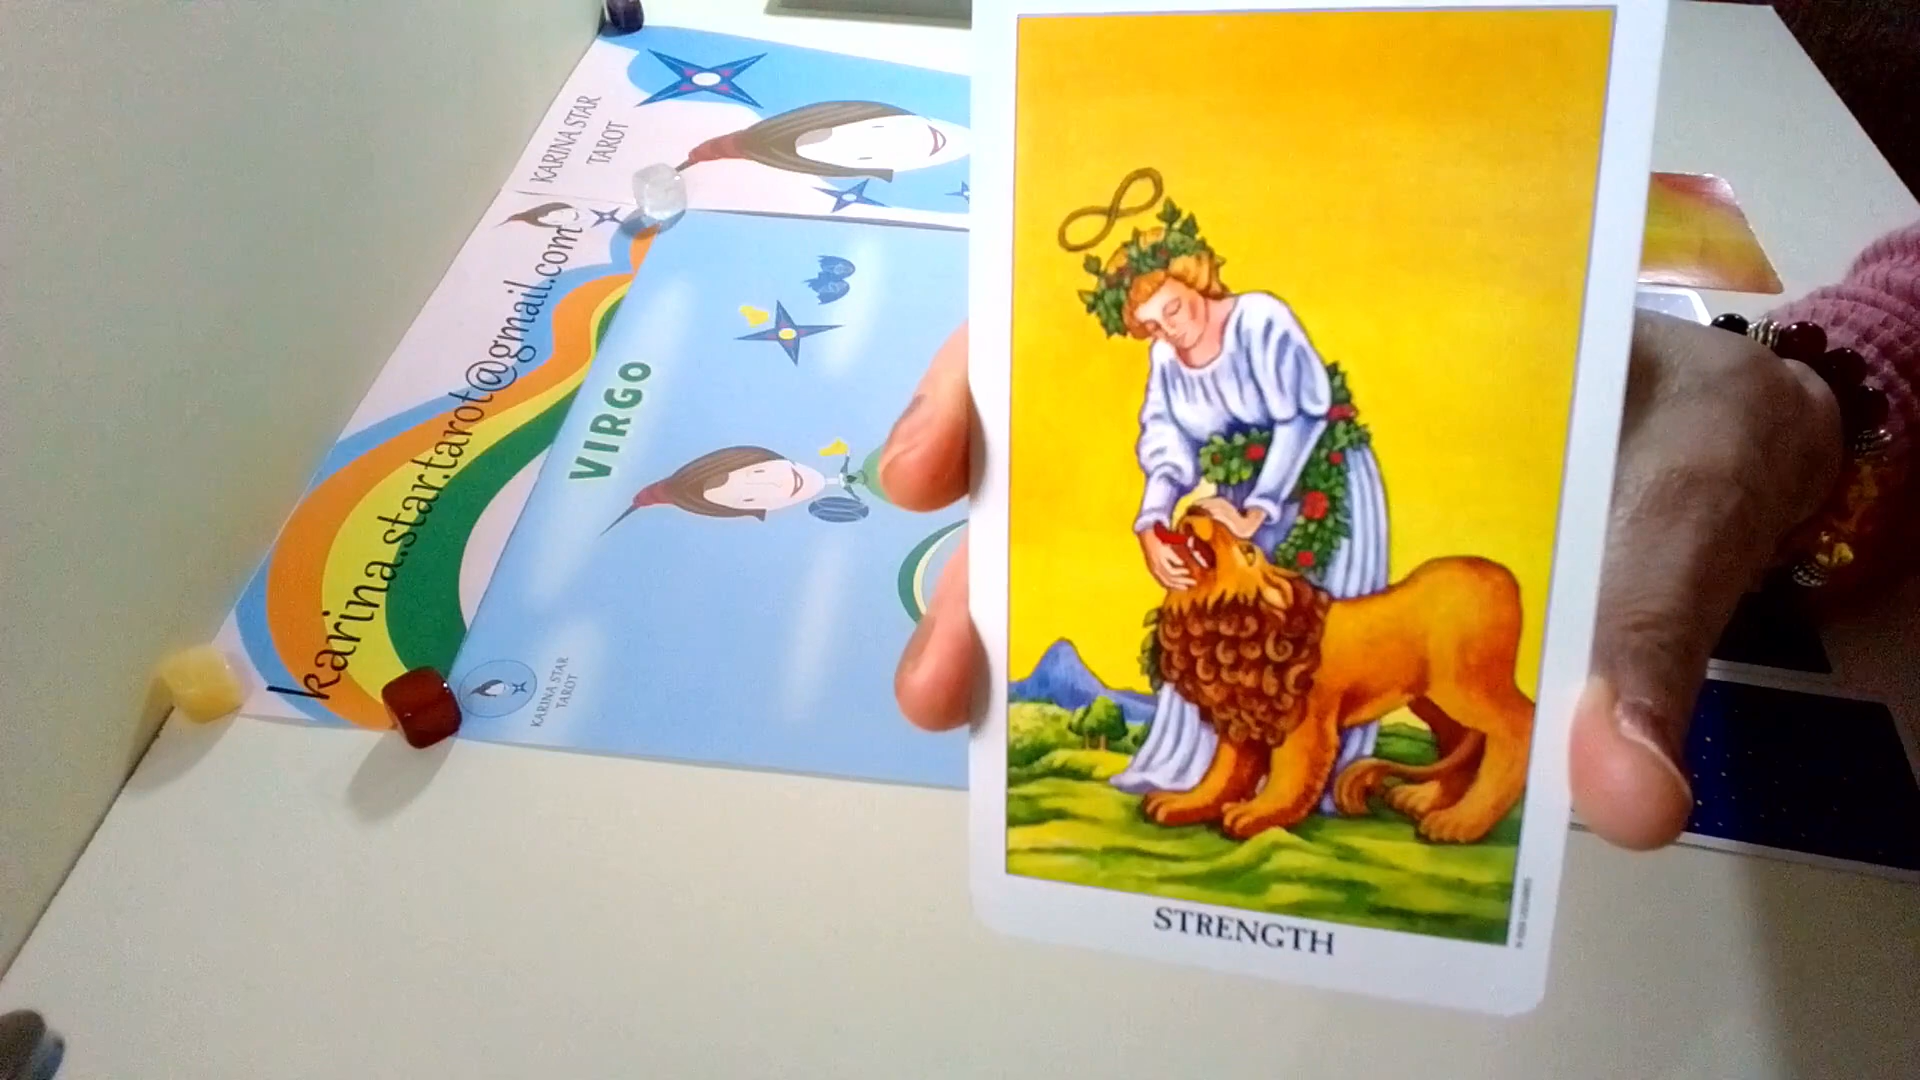 KARINA STAR
TAROT
karina.star.tarot@gmail.com
VIRGO
KARINA STAR
TAROT
STRENGTH